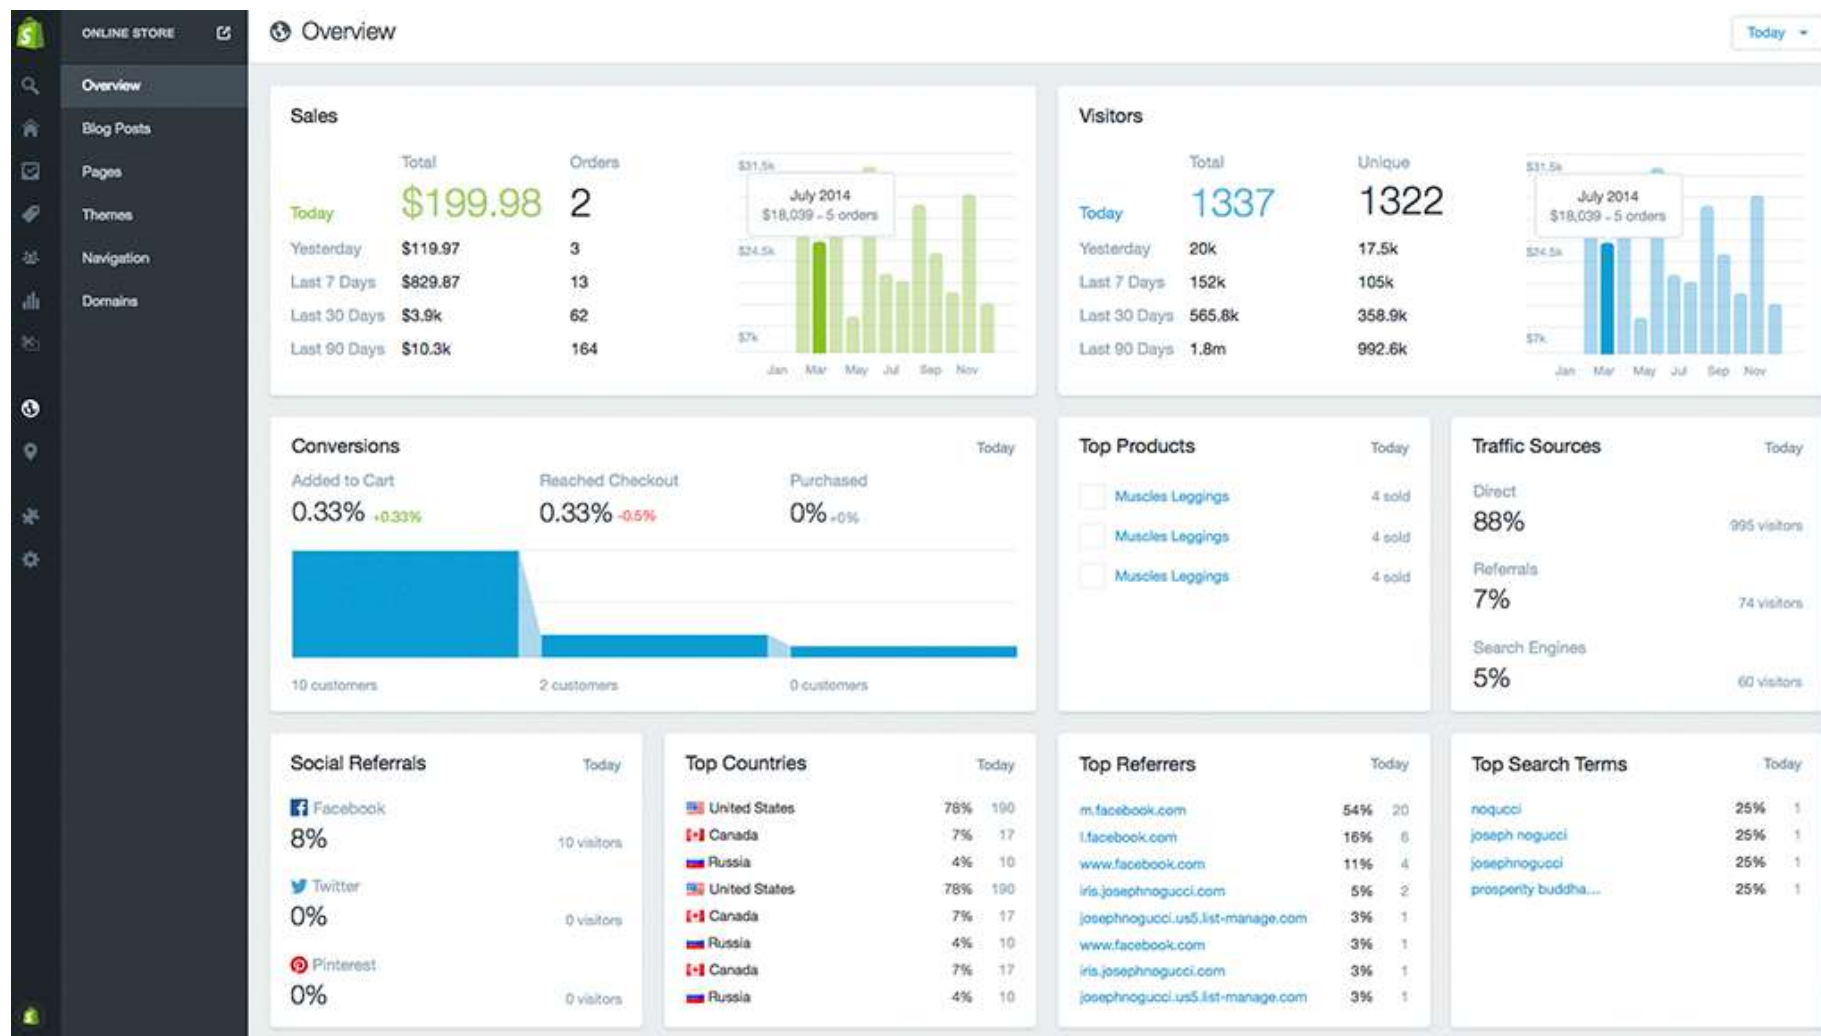 ONLINE STORE
Overview
Blog Posts
Pages
Themes
Navigation
Domains
Overview
Today
Sales
Total Orders
Today $199.98 2
Yesterday $119.97 3
Last 7 Days $829.87 13
Last 30 Days $3.9k 62
Last 90 Days $10.3k 164
$31.5k
July 2014
$18,039 - 5 orders
$24.5k
$7k
Jan Mar May Jul Sep Nov
Visitors
Total Unique
Today 1337 1322
Yesterday 20k 17.5k
Last 7 Days 152k 105k
Last 30 Days 565.8k 358.9k
Last 90 Days 1.8m 992.6k
$31.5k
July 2014
$18,039 - 5 orders
$24.5k
$7k
Jan Mar May Jul Sep Nov
Conversions Today
Added to Cart Reached Checkout Purchased
0.33% +0.33% 0.33% -0.5% 0% +0%
10 customers 2 customers 0 customers
Top Products Today
Muscles Leggings 4 sold
Muscles Leggings 4 sold
Muscles Leggings 4 sold
Traffic Sources Today
Direct
88% 995 visitors
Referrals
7% 74 visitors
Search Engines
5% 60 visitors
Social Referrals Today
Facebook
8% 10 visitors
Twitter
0% 0 visitors
Pinterest
0% 0 visitors
Top Countries Today
United States 78% 190
Canada 7% 17
Russia 4% 10
United States 78% 190
Canada 7% 17
Russia 4% 10
Canada 7% 17
Russia 4% 10
Top Referrers Today
m.facebook.com 54% 20
l.facebook.com 16% 6
www.facebook.com 11% 4
iris.josephnogucci.com 5% 2
josephnogucci.us5.list-manage.com 3% 1
www.facebook.com 3% 1
iris.josephnogucci.com 3% 1
josephnogucci.us5.list-manage.com 3% 1
Top Search Terms Today
noqucci 25% 1
joseph nogucci 25% 1
josephnogucci 25% 1
prosperity buddha.... 25% 1